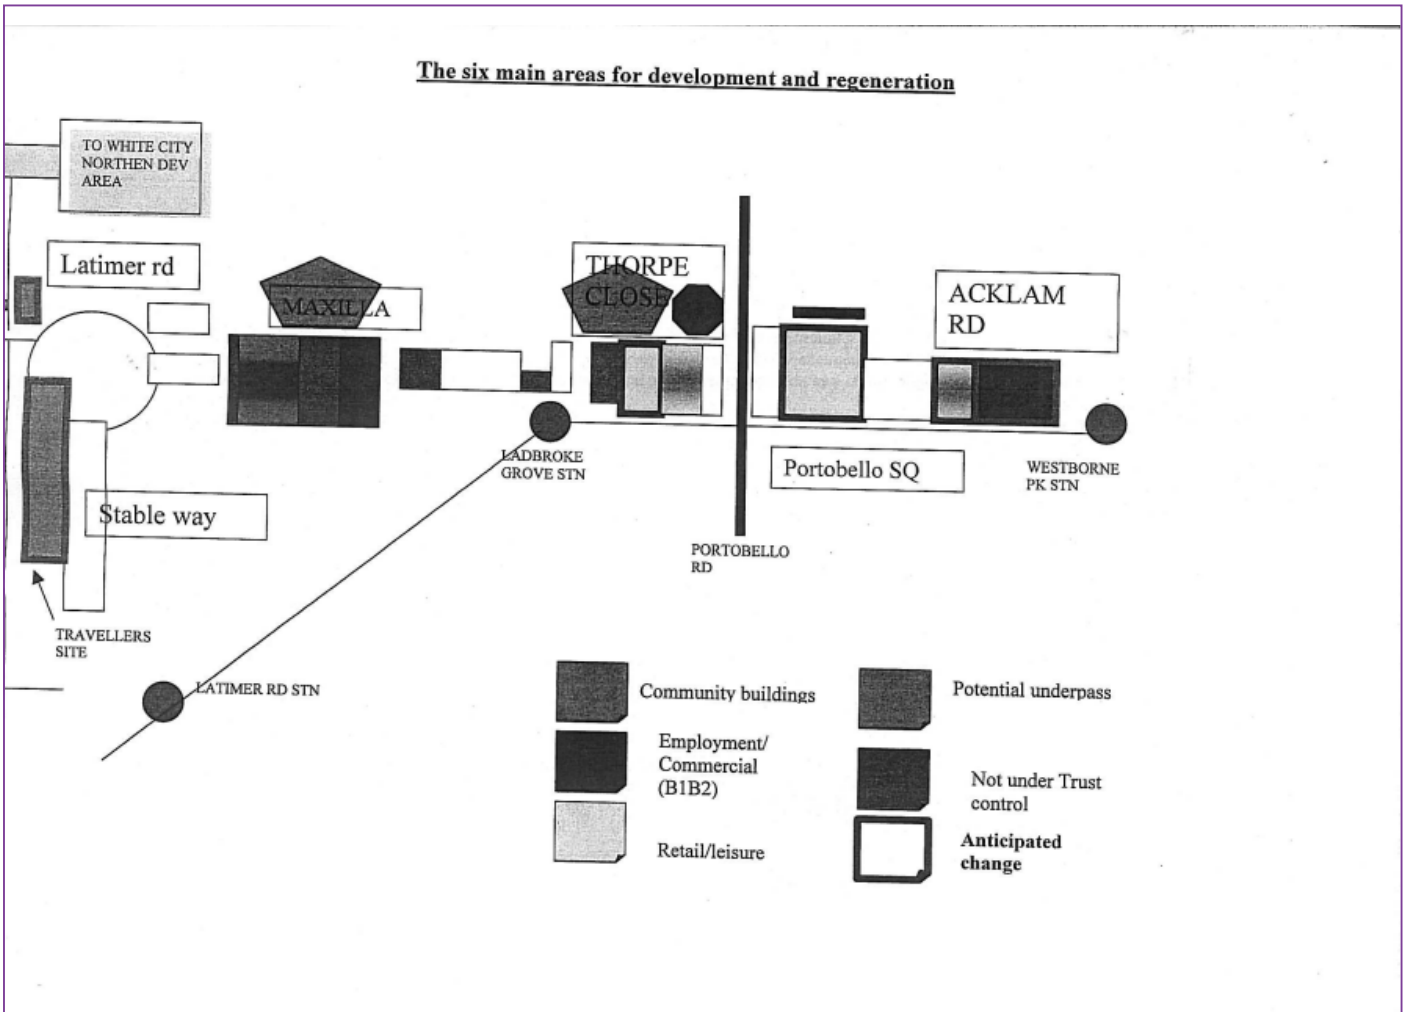 The six main areas for development and regeneration
TO WHITE CITY
NORTHEN DEV
AREA
Latimer rd
MAXILLA
THORPE
CLOSE
ACKLAM
RD
LADBROKE
GROVE STN
Portobello SQ
WESTBORNE
PK STN
Stable way
PORTOBELLO
RD
TRAVELLERS
SITE
LATIMER RD STN
Community buildings
Potential underpass
Employment/
Commercial
(B1B2)
Not under Trust
control
Retail/leisure
Anticipated
change